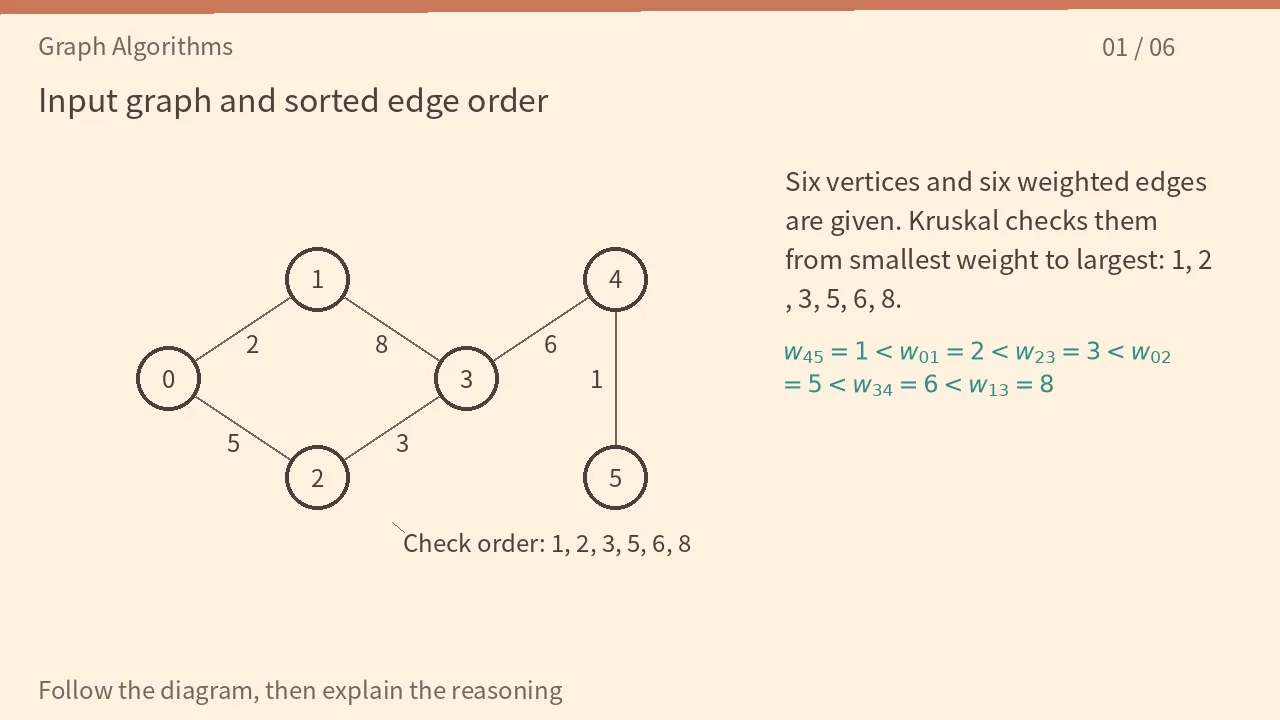 Graph Algorithms
01 / 06
Input graph and sorted edge order
Six vertices and six weighted edges
are given. Kruskal checks them
from smallest weight to largest: 1, 2
, 3, 5, 6, 8.
w₄₅ = 1 < w₀₁ = 2 < w₂₃ = 3 < w₀₂
= 5 < w₃₄ = 6 < w₁₃ = 8
1
4
2
8
6
0
3
1
5
3
2
5
Check order: 1, 2, 3, 5, 6, 8
Follow the diagram, then explain the reasoning